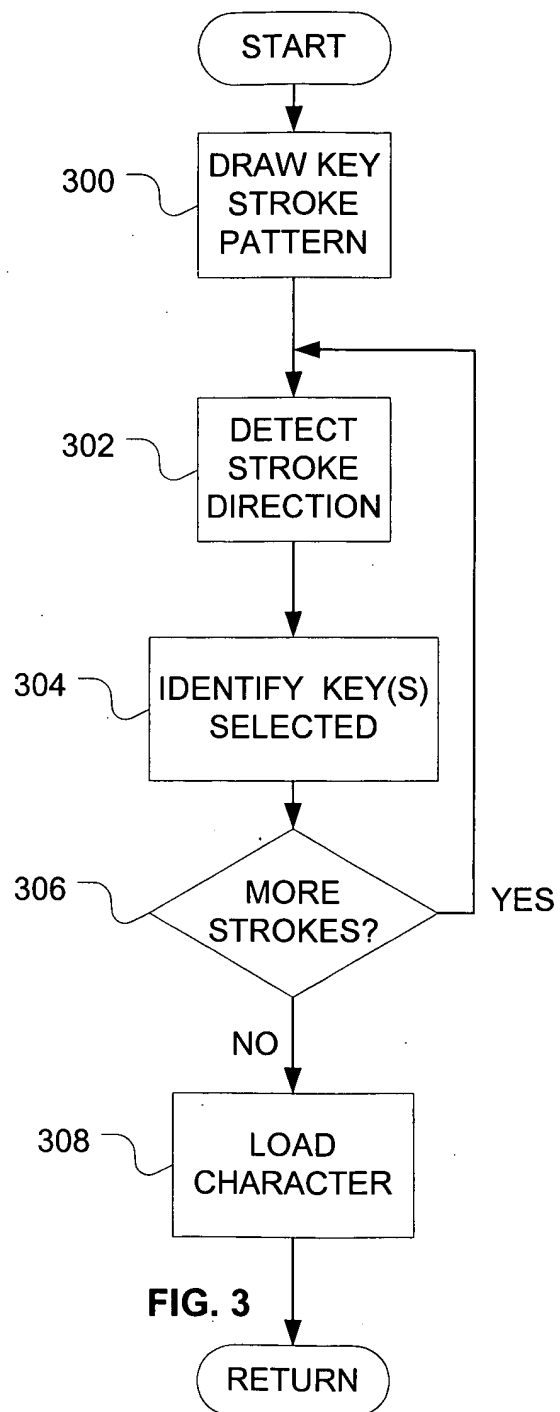 START
300
DRAW KEY
STROKE
PATTERN
302
DETECT
STROKE
DIRECTION
304
IDENTIFY KEY(S)
SELECTED
306
MORE
STROKES?
YES
NO
308
LOAD
CHARACTER
FIG. 3
RETURN